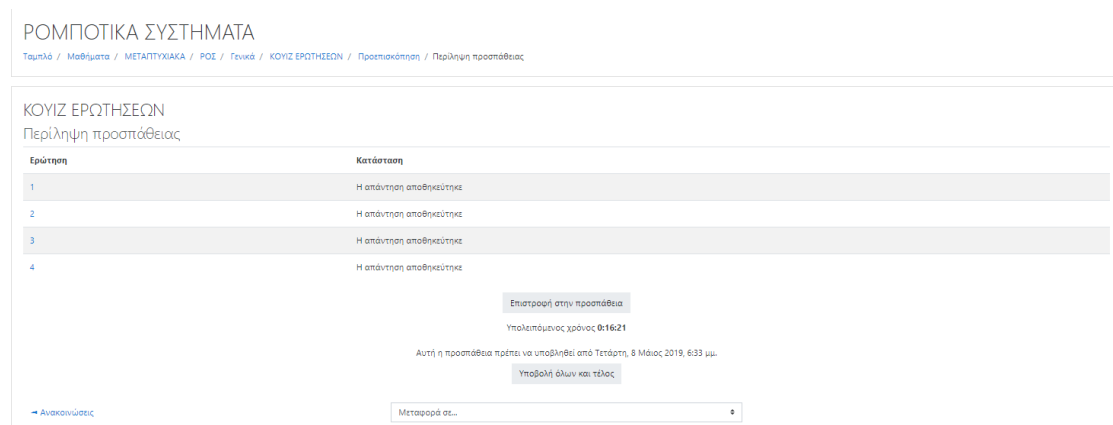 ΡΟΜΠΟΤΙΚΑ ΣΥΣΤΗΜΑΤΑ
Ταμπλό / Μαθήματα / ΜΕΤΑΠΤΥΧΙΑΚΑ / ΡΟΣ / Γενικά / ΚΟΥΙΖ ΕΡΩΤΗΣΕΩΝ / Προεπισκόπηση / Περίληψη προσπάθειας
ΚΟΥΙΖ ΕΡΩΤΗΣΕΩΝ
Περίληψη προσπάθειας
Ερώτηση Κατάσταση
1 Η απάντηση αποθηκεύτηκε
2 Η απάντηση αποθηκεύτηκε
3 Η απάντηση αποθηκεύτηκε
4 Η απάντηση αποθηκεύτηκε
Επιστροφή στην προσπάθεια
Υπολειπόμενος χρόνος 0:16:21
Αυτή η προσπάθεια πρέπει να υποβληθεί από Τετάρτη, 8 Μάιος 2019, 6:33 μμ.
Υποβολή όλων και τέλος
◄ Ανακοινώσεις Μεταφορά σε...